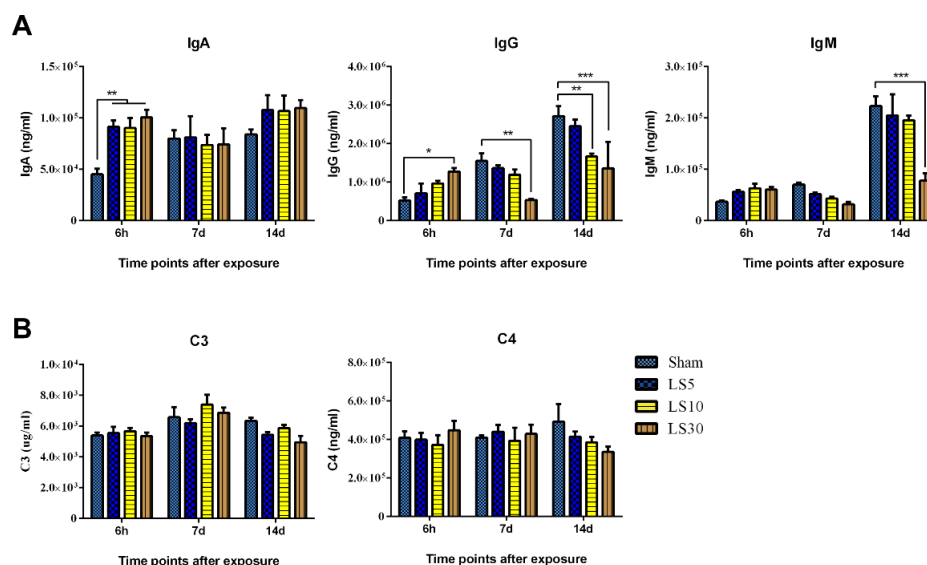 A
IgA
IgG
IgM
1.5×10⁵
1.0×10⁵
5.0×10⁴
0
IgA (ng/ml)
**
6h
7d
14d
Time points after exposure
4.0×10⁶
3.0×10⁶
2.0×10⁶
1.0×10⁶
0
IgG (ng/ml)
*
**
***
**
6h
7d
14d
Time points after exposure
3.0×10⁵
2.0×10⁵
1.0×10⁵
0
IgM (ng/ml)
***
6h
7d
14d
Time points after exposure
B
C3
C4
1.0×10⁴
8.0×10³
6.0×10³
4.0×10³
2.0×10³
0
C3 (ug/ml)
6h
7d
14d
Time points after exposure
8.0×10⁵
6.0×10⁵
4.0×10⁵
2.0×10⁵
0
C4 (ng/ml)
6h
7d
14d
Time points after exposure
Sham
LS5
LS10
LS30